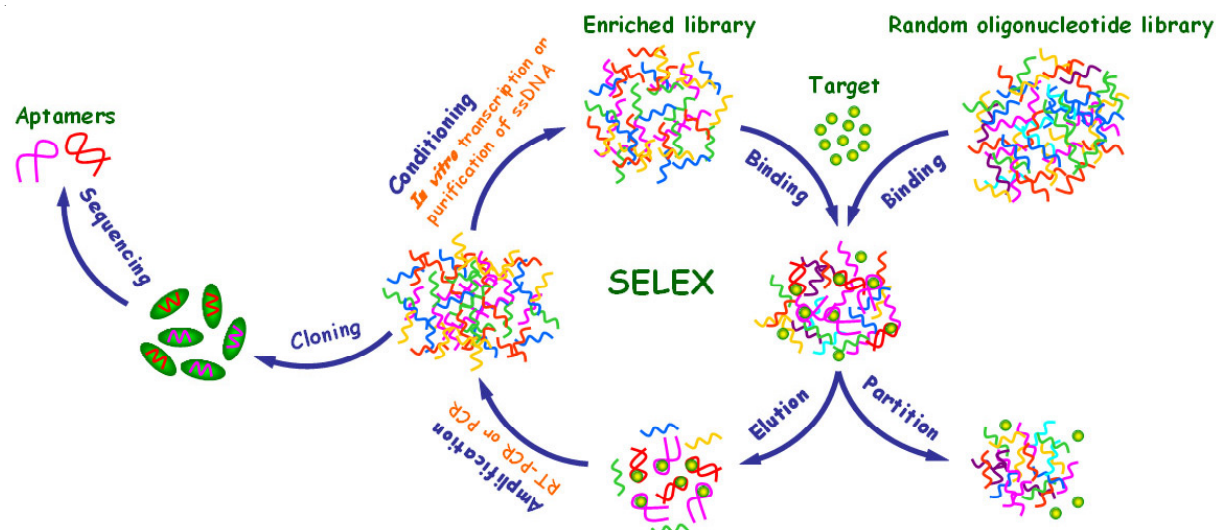 Enriched library
Random oligonucleotide library
Target
Aptamers
Conditioning
In vitro transcription or
purification of ssDNA
Binding
Binding
Sequencing
SELEX
Cloning
Elution
Partition
Amplification
RT-PCR or PCR